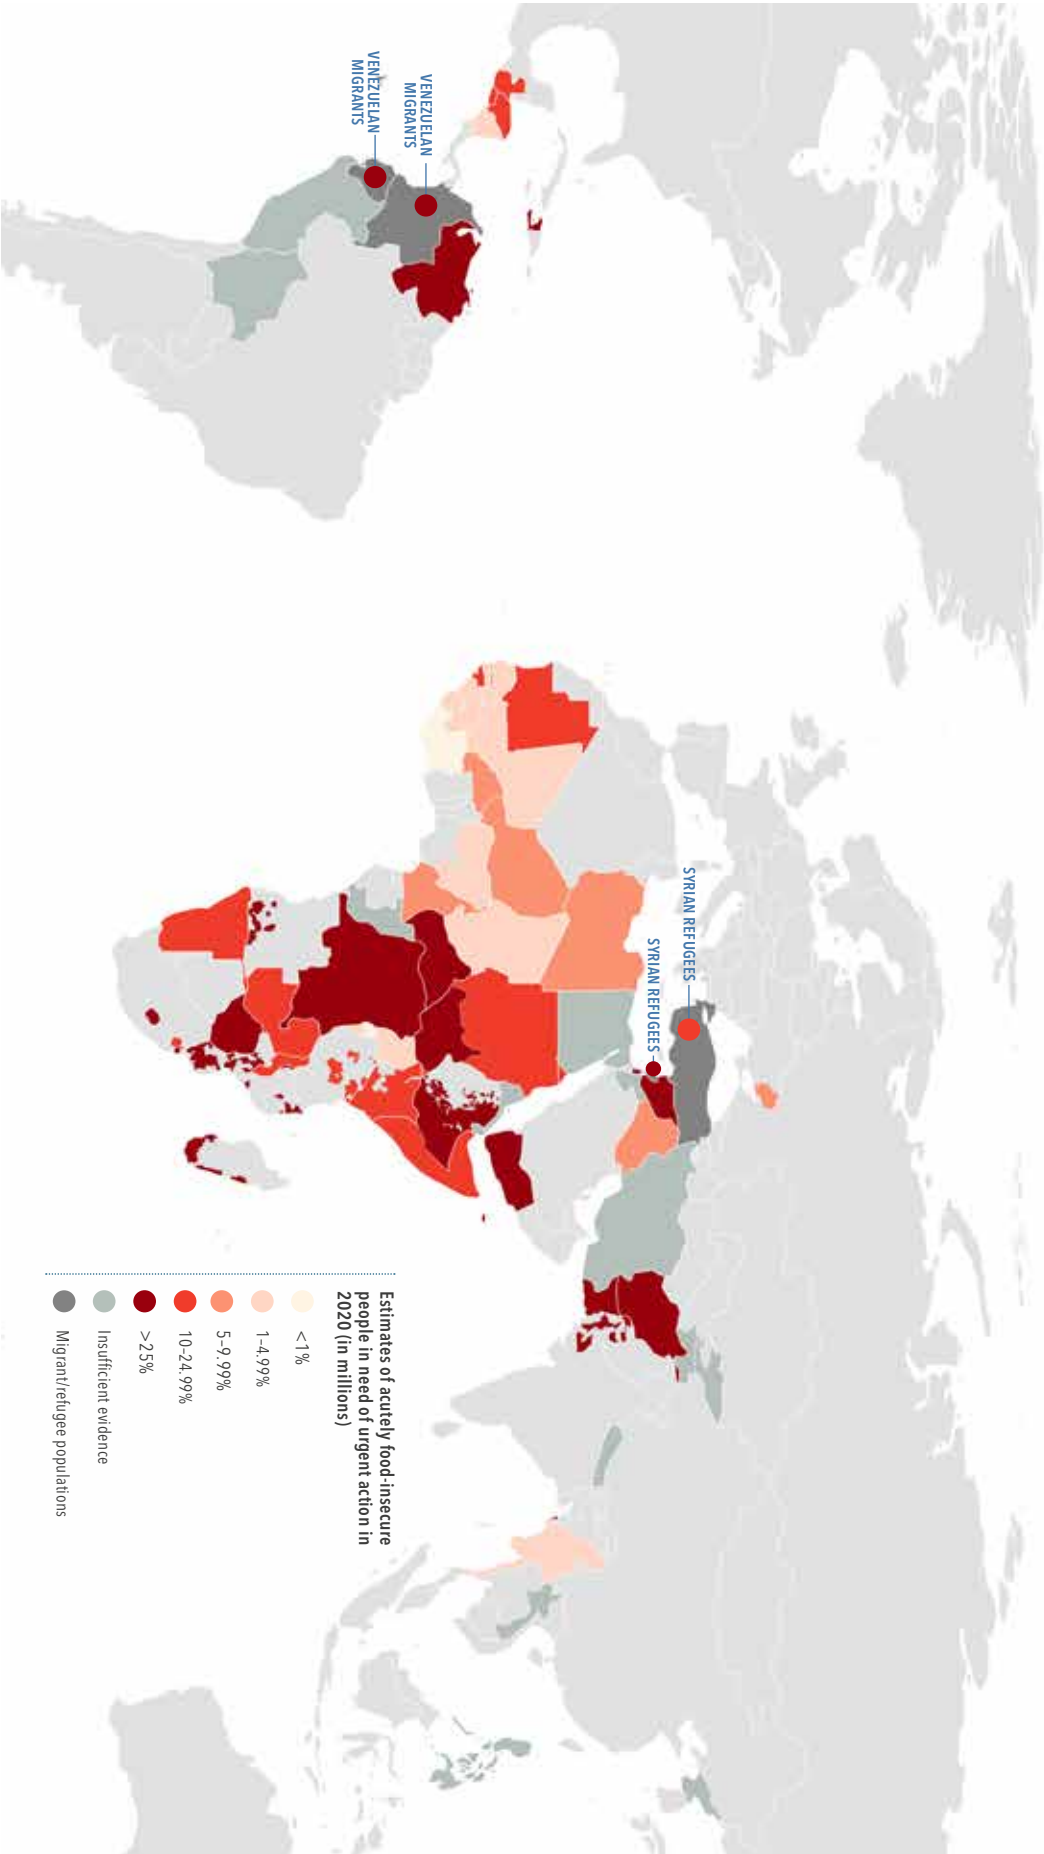 VENEZUELAN
MIGRANTS
VENEZUELAN
MIGRANTS
SYRIAN REFUGEES
SYRIAN REFUGEES
Estimates of acutely food-insecure
people in need of urgent action in
2020 (in millions)
<1%
1–4.99%
5–9.99%
10–24.99%
>25%
Insufficient evidence
Migrant/refugee populations